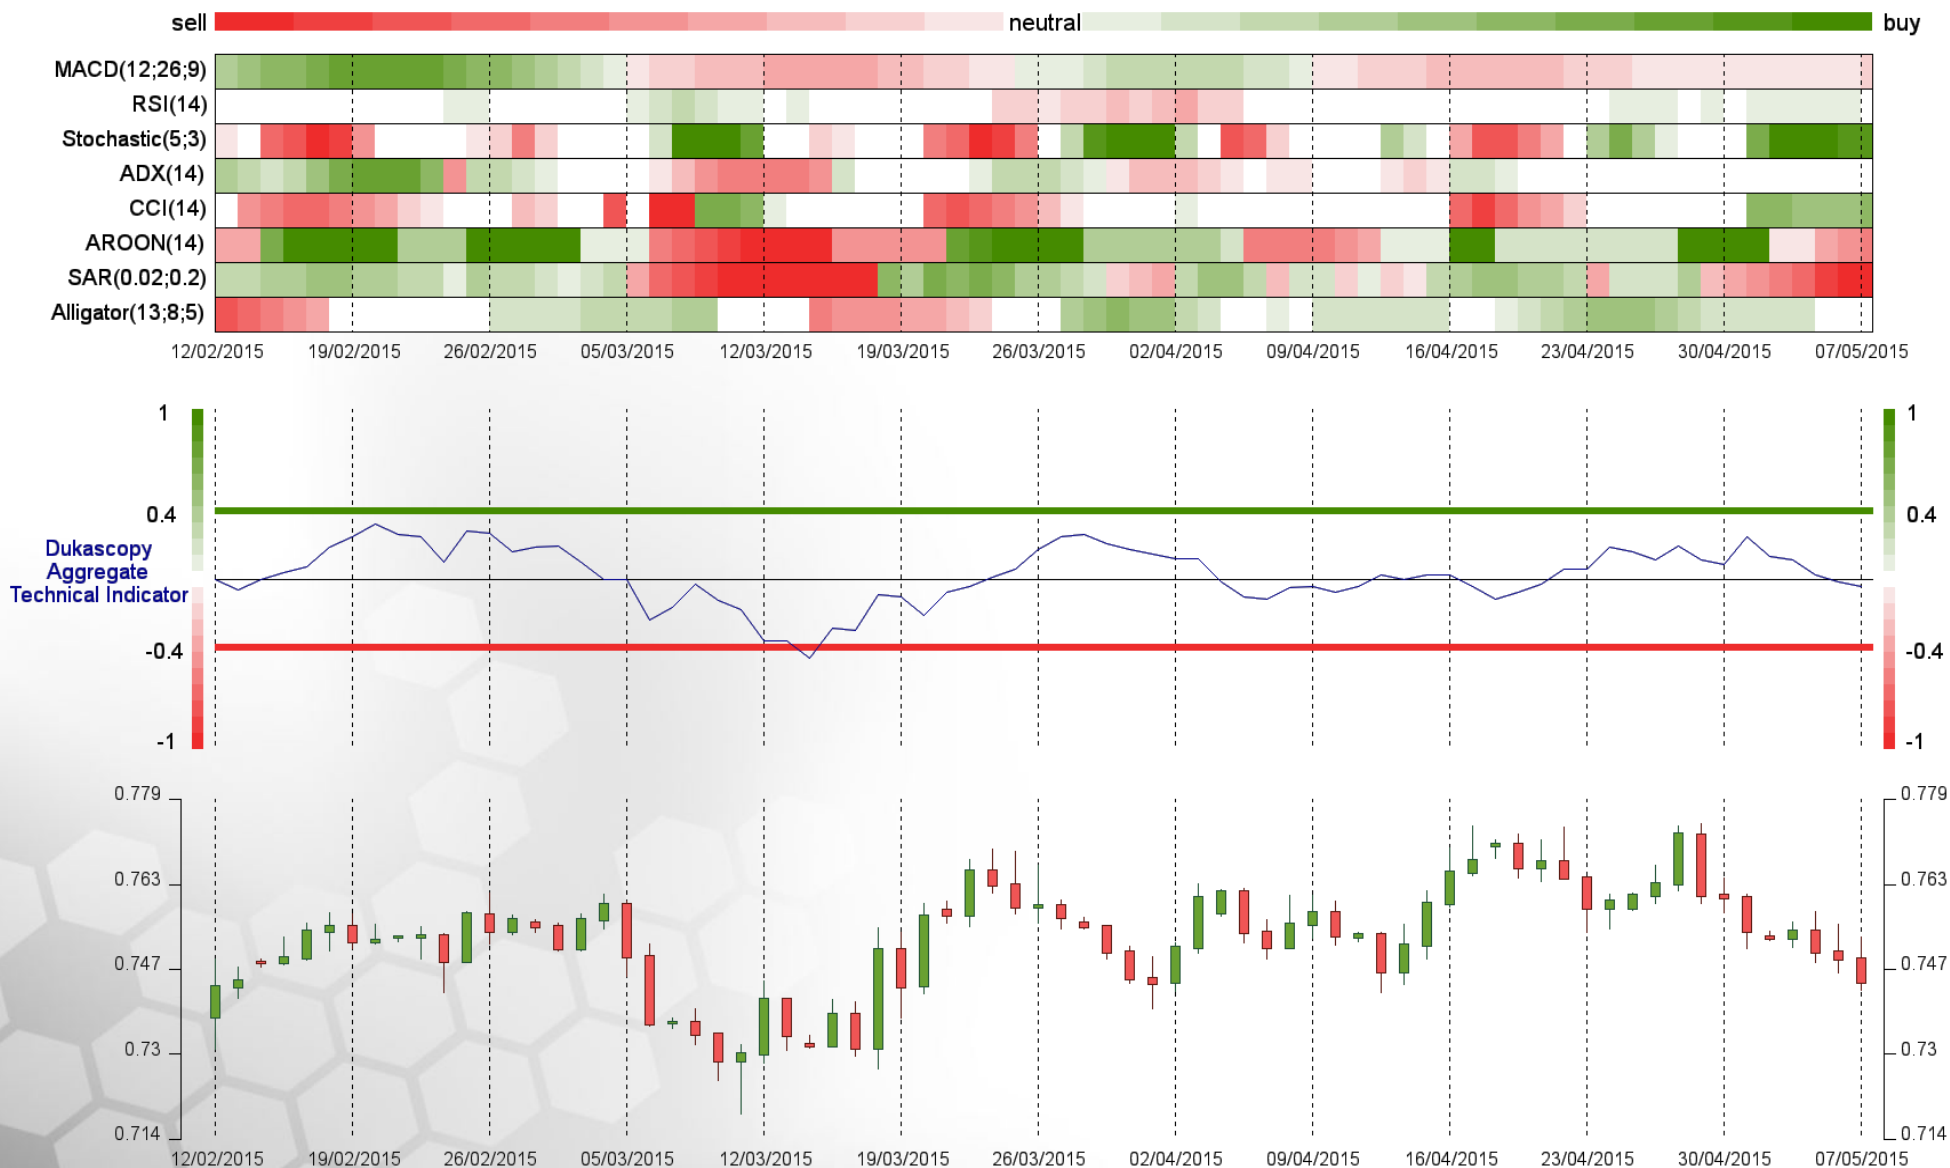 sell neutral buy
MACD(12;26;9)
RSI(14)
Stochastic(5;3)
ADX(14)
CCI(14)
AROON(14)
SAR(0.02;0.2)
Alligator(13;8;5)
12/02/2015 19/02/2015 26/02/2015 05/03/2015 12/03/2015 19/03/2015 26/03/2015 02/04/2015 09/04/2015 16/04/2015 23/04/2015 30/04/2015 07/05/2015
1 1
0.4 0.4
Dukascopy
Aggregate
Technical Indicator
-0.4 -0.4
-1 -1
0.779 0.779
0.763 0.763
0.747 0.747
0.73 0.73
0.714 0.714
12/02/2015 19/02/2015 26/02/2015 05/03/2015 12/03/2015 19/03/2015 26/03/2015 02/04/2015 09/04/2015 16/04/2015 23/04/2015 30/04/2015 07/05/2015